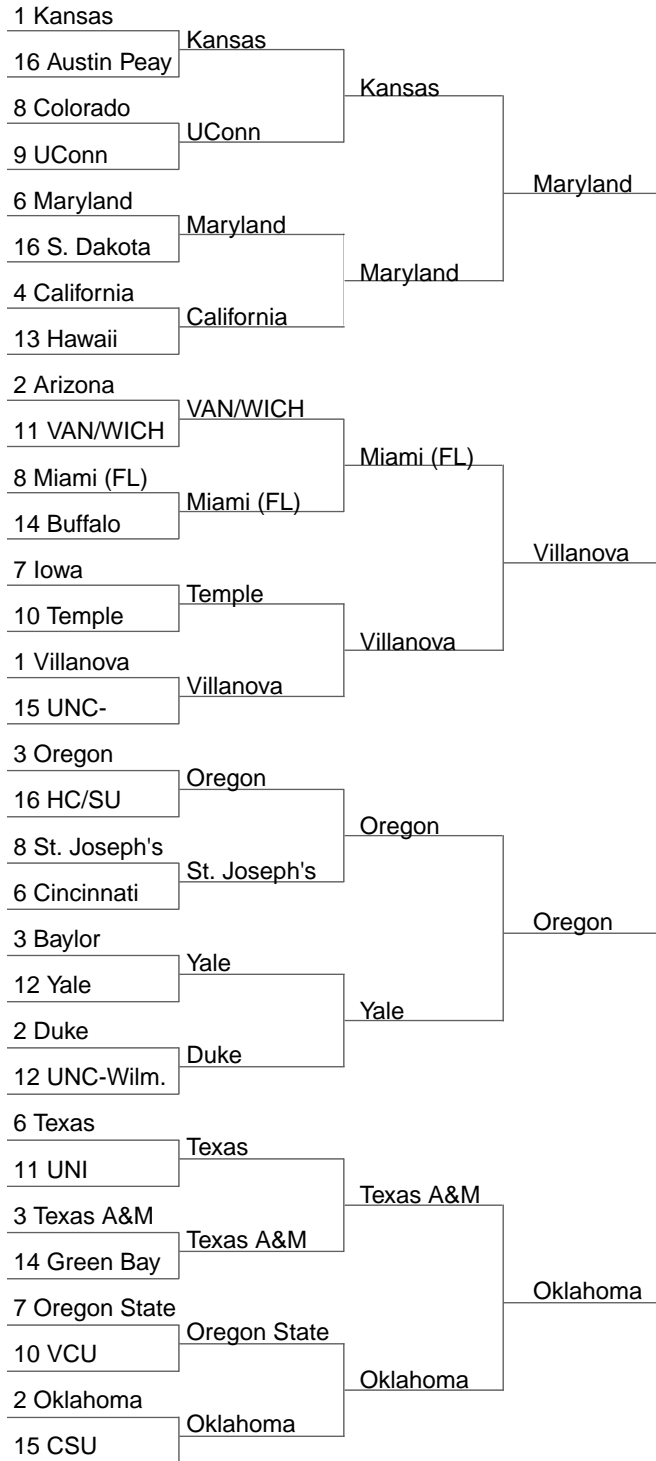 1 Kansas
Kansas
16 Austin Peay
Kansas
8 Colorado
UConn
9 UConn
Maryland
6 Maryland
Maryland
16 S. Dakota
Maryland
4 California
California
13 Hawaii
2 Arizona
VAN/WICH
11 VAN/WICH
Miami (FL)
8 Miami (FL)
Miami (FL)
14 Buffalo
Villanova
7 Iowa
Temple
10 Temple
Villanova
1 Villanova
Villanova
15 UNC-
3 Oregon
Oregon
16 HC/SU
Oregon
8 St. Joseph's
St. Joseph's
6 Cincinnati
Oregon
3 Baylor
Yale
12 Yale
Yale
2 Duke
Duke
12 UNC-Wilm.
6 Texas
Texas
11 UNI
Texas A&M
3 Texas A&M
Texas A&M
14 Green Bay
Oklahoma
7 Oregon State
Oregon State
10 VCU
Oklahoma
2 Oklahoma
Oklahoma
15 CSU